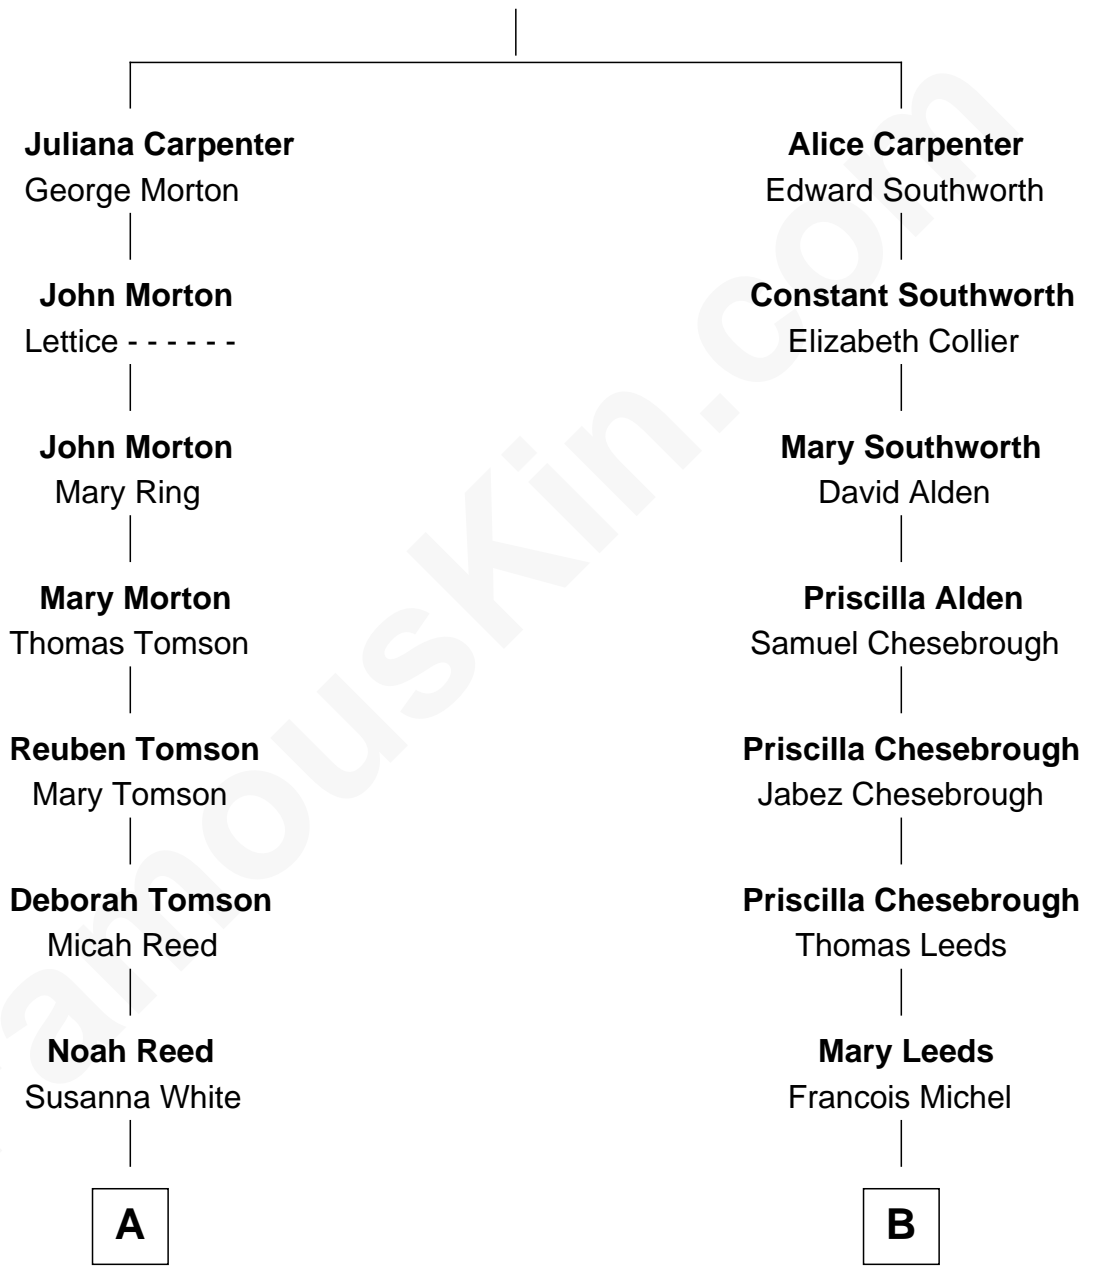 Juliana Carpenter
George Morton
John Morton
Lettice - - - - - -
John Morton
Mary Ring
Mary Morton
Thomas Tomson
Reuben Tomson
Mary Tomson
Deborah Tomson
Micah Reed
Noah Reed
Susanna White
A
Alice Carpenter
Edward Southworth
Constant Southworth
Elizabeth Collier
Mary Southworth
David Alden
Priscilla Alden
Samuel Chesebrough
Priscilla Chesebrough
Jabez Chesebrough
Priscilla Chesebrough
Thomas Leeds
Mary Leeds
Francois Michel
B
amouskin.com